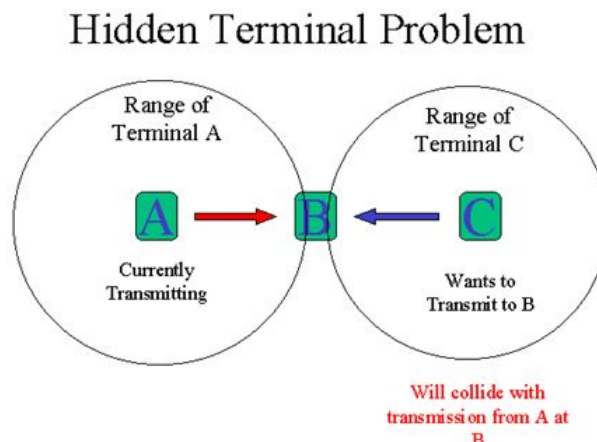 Hidden Terminal Problem
Range of
Terminal A
Range of
Terminal C
A
B
C
Currently
Transmitting
Wants to
Transmit to B
Will collide with
transmission from A at
B